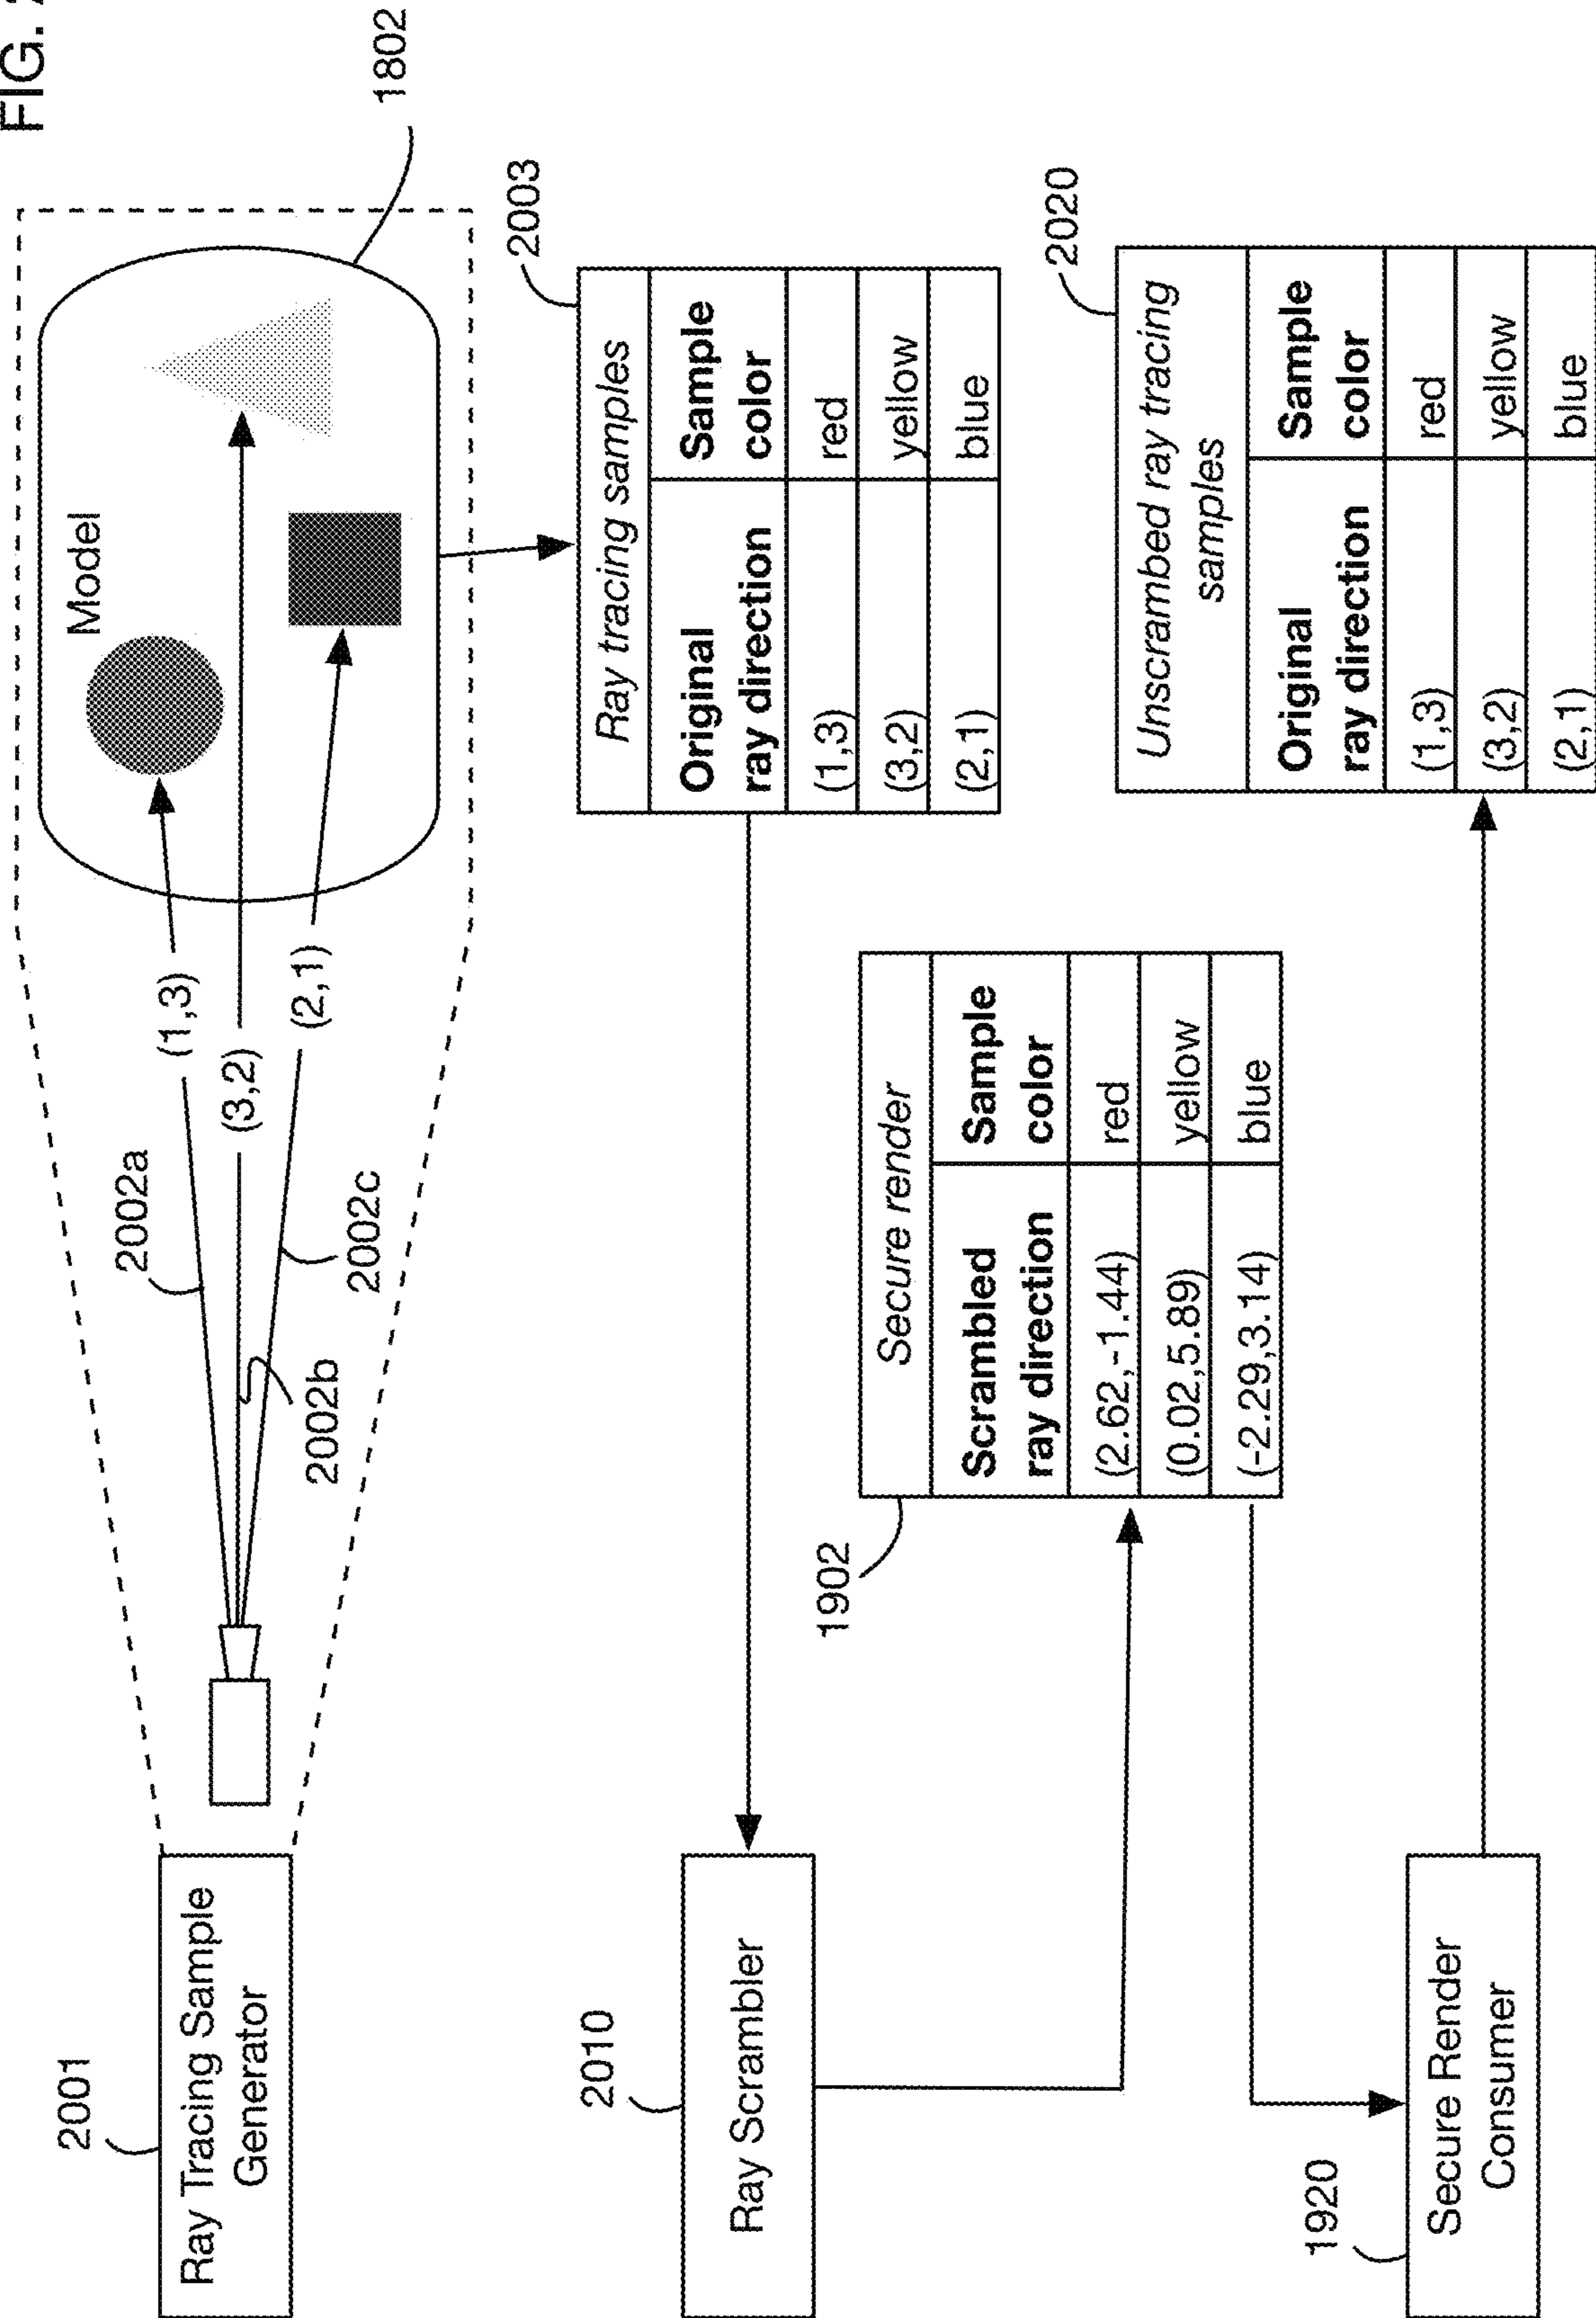 FIG. 2
2001
Ray Tracing Sample
Generator
2002a
2002b
2002c
(1,3)
(3,2)
(2,1)
Model
1802
2003
Ray tracing samples
Original
ray direction
Sample
color
(1,3)
red
(3,2)
yellow
(2,1)
blue
2010
Ray Scrambler
1902
Secure render
Scrambled
ray direction
Sample
color
(2.62,-1.44)
red
(0.02,5.89)
yellow
(-2.29,3.14)
blue
1920
Secure Render
Consumer
2020
Unscrambed ray tracing
samples
Original
ray direction
Sample
color
(1,3)
red
(3,2)
yellow
(2,1)
blue